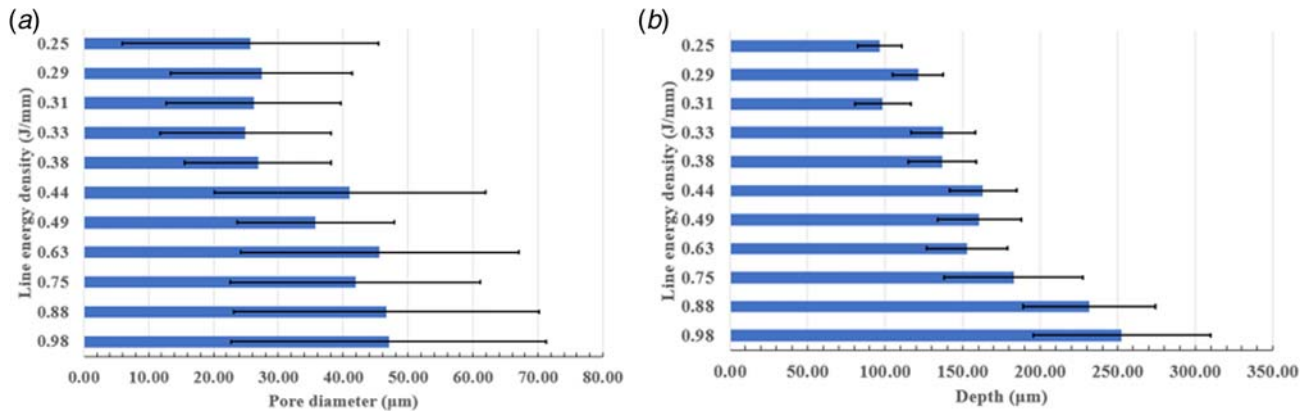 (a)
Line energy density (J/mm)
0.25
0.29
0.31
0.33
0.38
0.44
0.49
0.63
0.75
0.88
0.98
0.00 10.00 20.00 30.00 40.00 50.00 60.00 70.00 80.00
Pore diameter (μm)
(b)
Line energy density (J/mm)
0.25
0.29
0.31
0.33
0.38
0.44
0.49
0.63
0.75
0.88
0.98
0.00 50.00 100.00 150.00 200.00 250.00 300.00 350.00
Depth (μm)